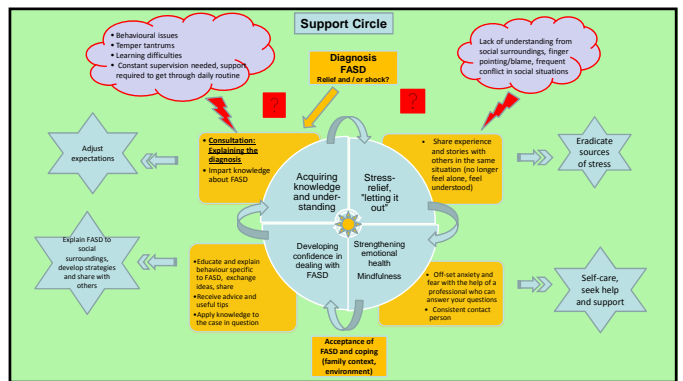 Support Circle
• Behavioural issues
• Temper tantrums
• Learning difficulties
• Constant supervision needed, support
required to get through daily routine
Diagnosis
FASD
Relief and / or shock?
Lack of understanding from
social surroundings, finger
pointing/blame, frequent
conflict in social situations
?
?
Adjust
expectations
• Consultation:
Explaining the
diagnosis
• Impart knowledge
about FASD
Acquiring
knowledge
and under-
standing
Stress-
relief,
"letting it
out"
• Share experience
and stories with
others in the same
situation (no longer
feel alone, feel
understood)
Eradicate
sources
of stress
Explain FASD to
social
surroundings,
develop strategies
and share with
others
•Educate and explain
behaviour specific
to FASD, exchange
ideas, share
•Receive advice and
useful tips
•Apply knowledge to
the case in question
Developing
confidence in
dealing with
FASD
Strengthening
emotional
health
Mindfulness
• Off-set anxiety and
fear with the help of a
professional who can
answer your questions
• Consistent contact
person
Self-care,
seek help
and support
Acceptance of
FASD and coping
(family context,
environment)